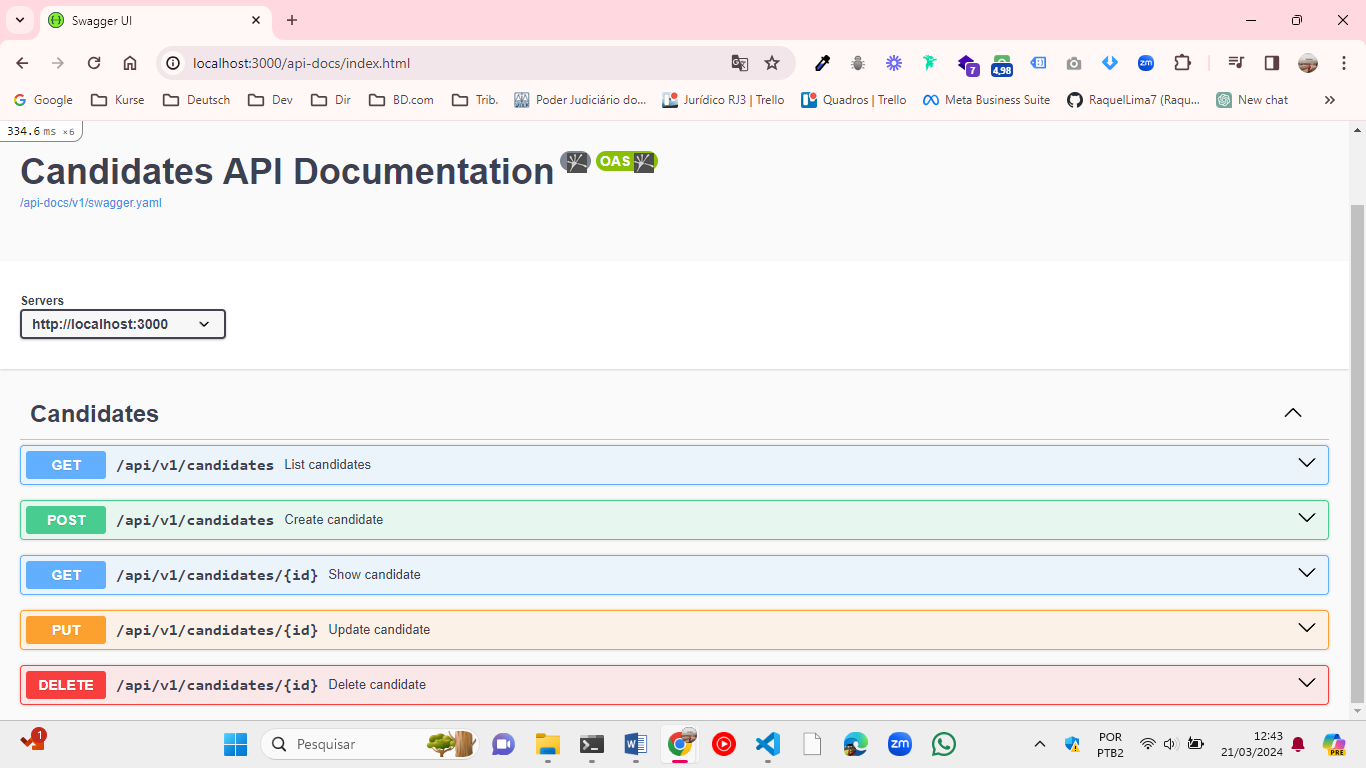 Swagger UI
localhost:3000/api-docs/index.html
7
4,98
zm
Google Kurse Deutsch Dev Dir BD.com Trib. Poder Judiciário do... Jurídico RJ3 | Trello Quadros | Trello Meta Business Suite RaquelLima7 (Raqu... New chat
334.6 ms ×6
Candidates API Documentation OAS
/api-docs/v1/swagger.yaml
Servers
http://localhost:3000
Candidates
GET /api/v1/candidates List candidates
POST /api/v1/candidates Create candidate
GET /api/v1/candidates/{id} Show candidate
PUT /api/v1/candidates/{id} Update candidate
DELETE /api/v1/candidates/{id} Delete candidate
1
Pesquisar
zm
POR
PTB2
12:43
21/03/2024
PRE